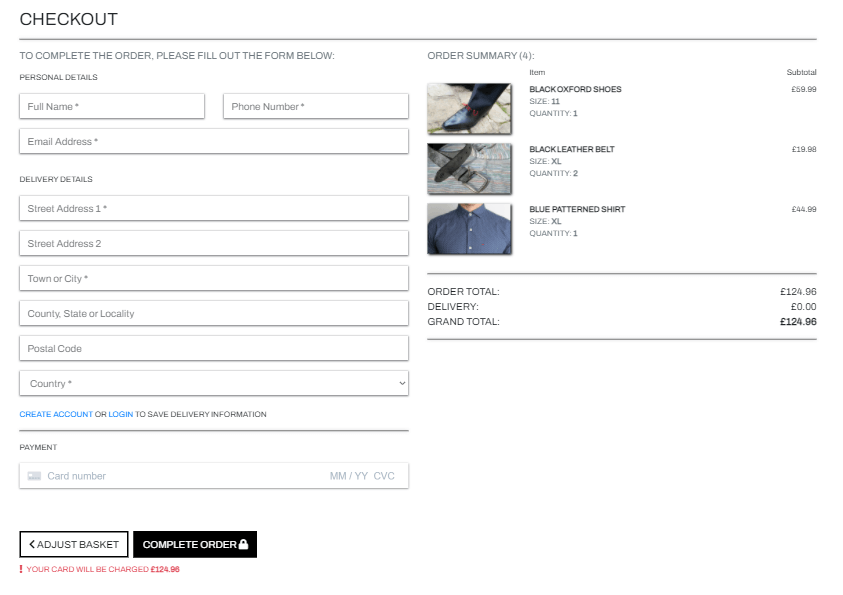 CHECKOUT
TO COMPLETE THE ORDER, PLEASE FILL OUT THE FORM BELOW:
PERSONAL DETAILS
Full Name *
Phone Number *
Email Address *
DELIVERY DETAILS
Street Address 1 *
Street Address 2
Town or City *
County, State or Locality
Postal Code
Country *
CREATE ACCOUNT OR LOGIN TO SAVE DELIVERY INFORMATION
PAYMENT
Card number MM / YY CVC
ADJUST BASKET
COMPLETE ORDER
! YOUR CARD WILL BE CHARGED £124.96
ORDER SUMMARY (4):
Item Subtotal
BLACK OXFORD SHOES £59.99
SIZE: 11
QUANTITY: 1
BLACK LEATHER BELT £19.98
SIZE: XL
QUANTITY: 2
BLUE PATTERNED SHIRT £44.99
SIZE: XL
QUANTITY: 1
ORDER TOTAL: £124.96
DELIVERY: £0.00
GRAND TOTAL: £124.96